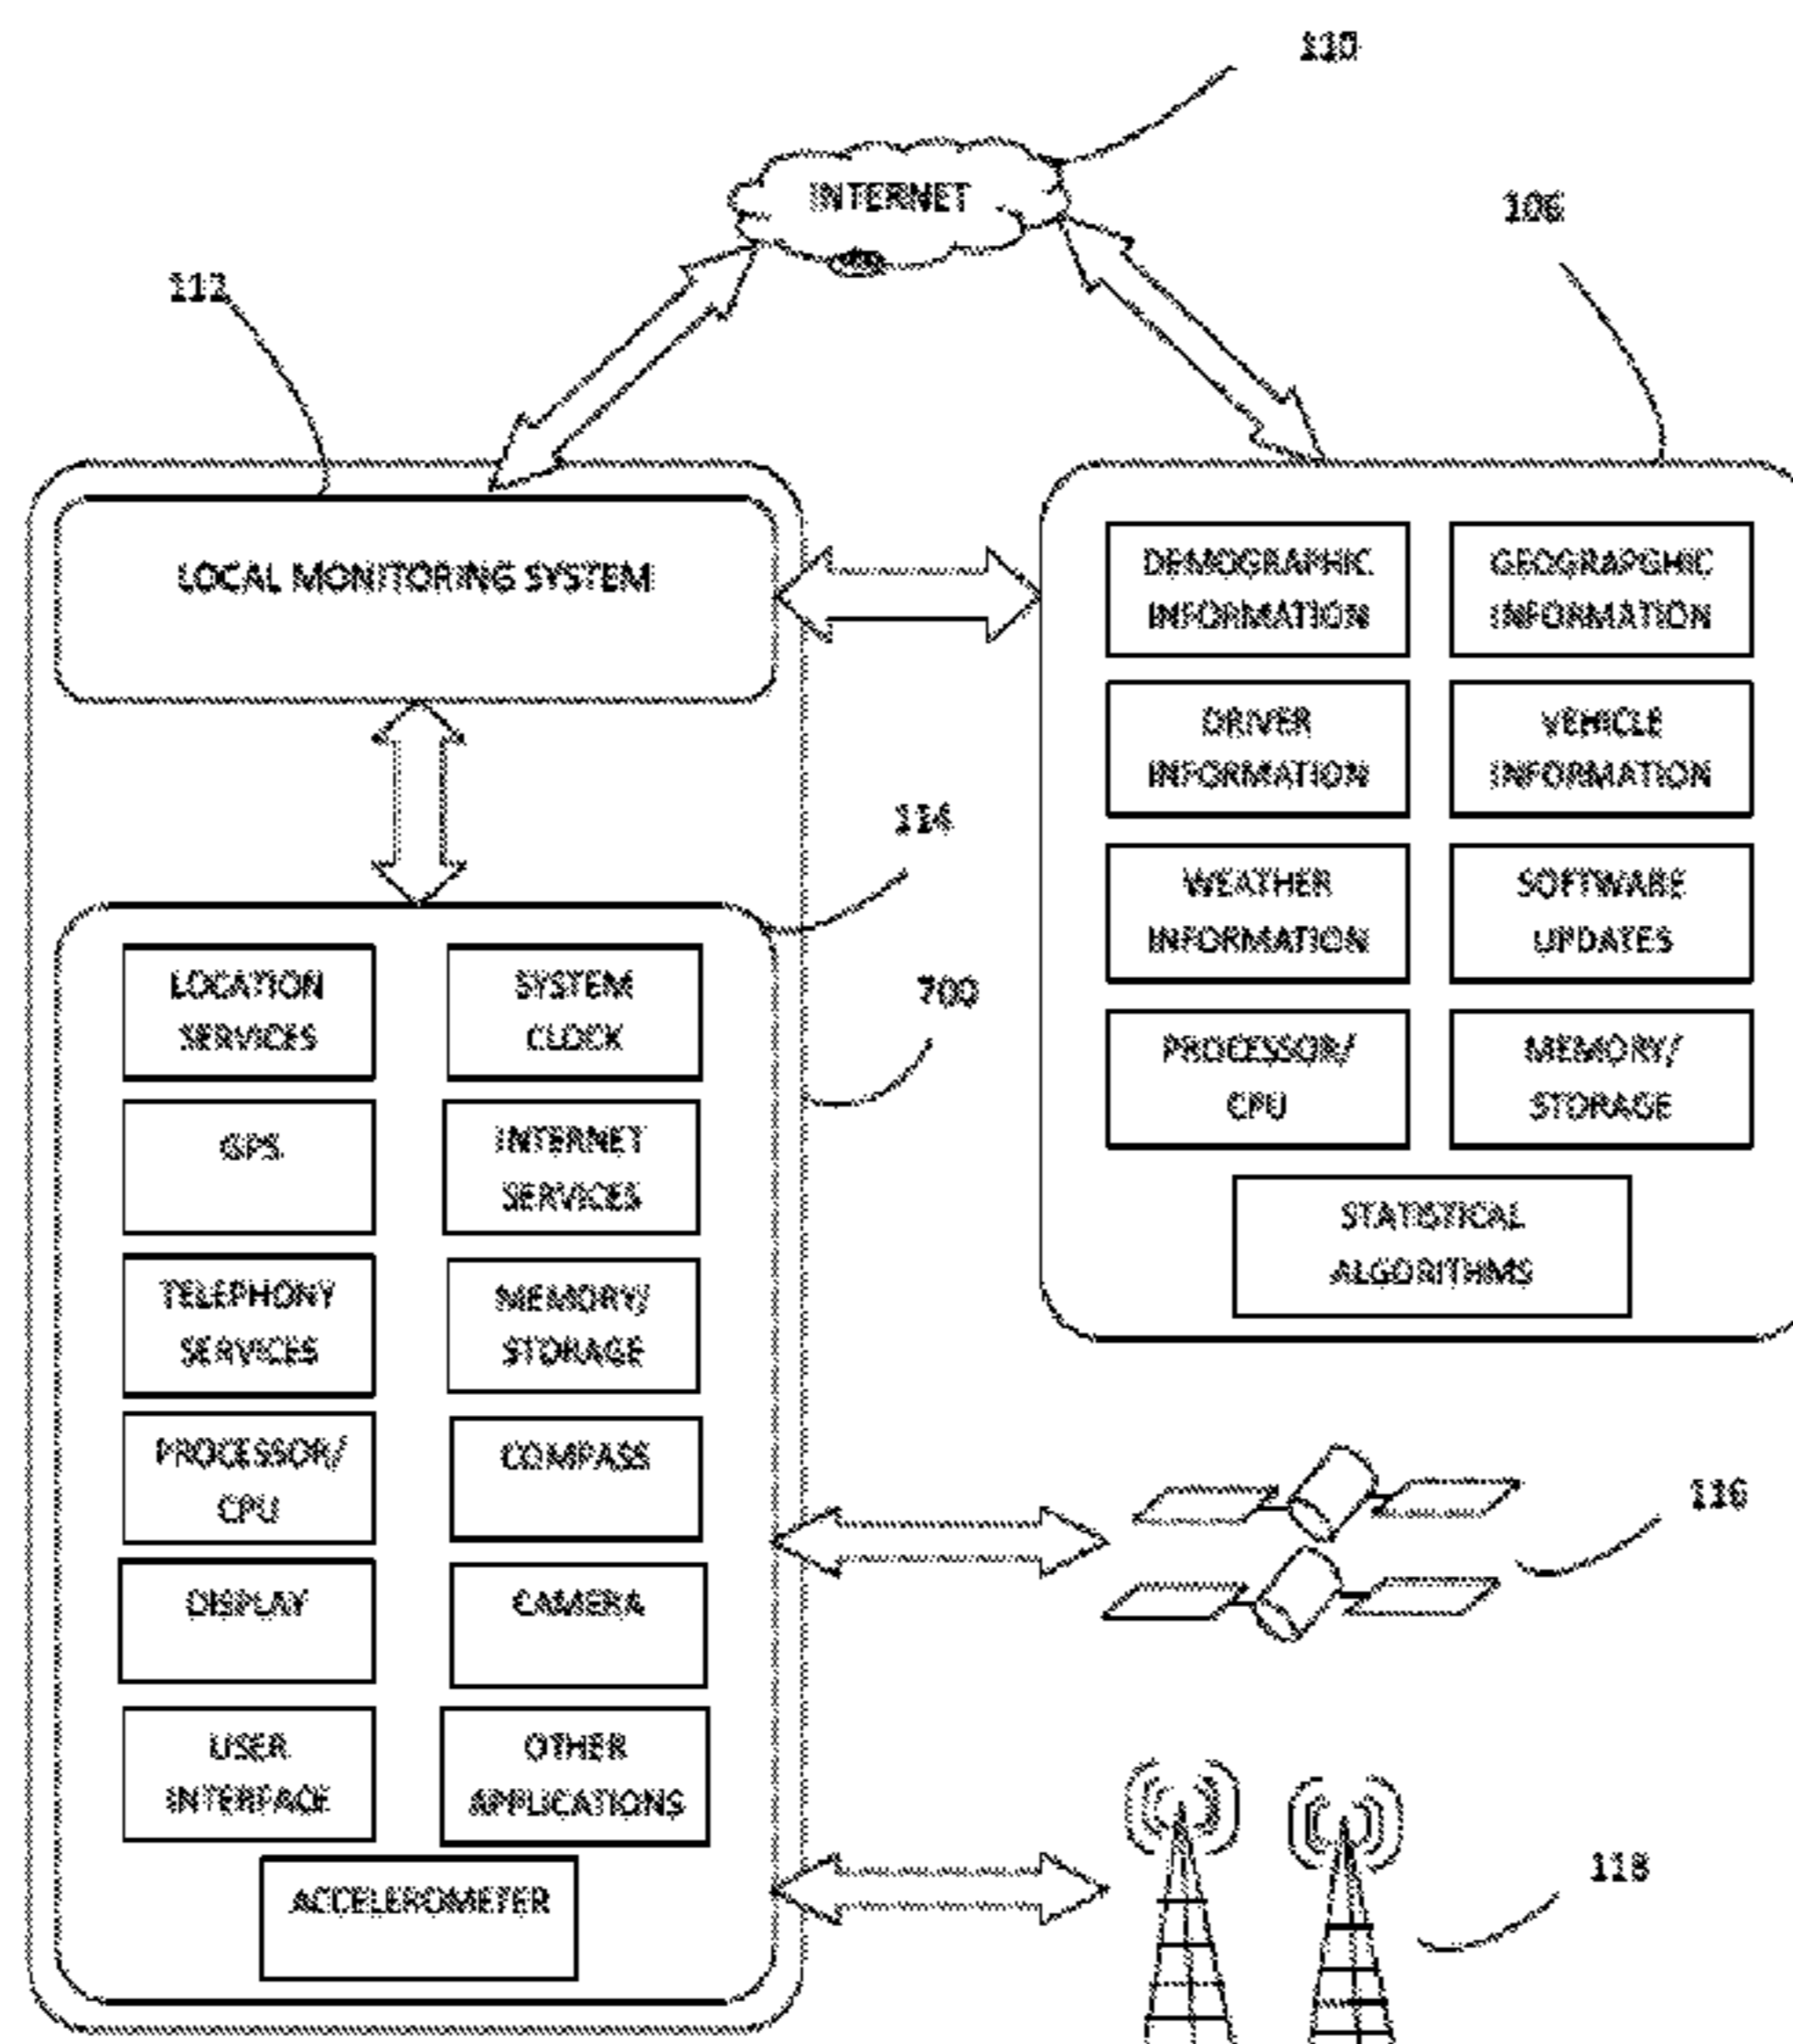 110
INTERNET
106
112
LOCAL MONITORING SYSTEM
DEMOGRAPHIC
INFORMATION
GEOGRAPGHIC
INFORMATION
DRIVER
INFORMATION
VEHICLE
INFORMATION
WEATHER
INFORMATION
SOFTWARE
UPDATES
PROCESSOR/
CPU
MEMORY/
STORAGE
STATISTICAL
ALGORITHMS
114
700
LOCATION
SERVICES
SYSTEM
CLOCK
GPS
INTERNET
SERVICES
TELEPHONY
SERVICES
MEMORY/
STORAGE
PROCESSOR/
CPU
COMPASS
DISPLAY
CAMERA
USER
INTERFACE
OTHER
APPLICATIONS
ACCELEROMETER
116
118